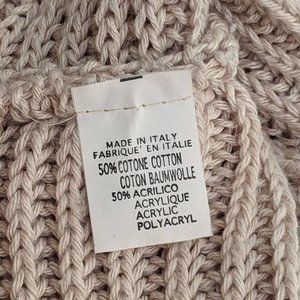 MADE IN ITALY
FABRIQUE' EN ITALIE
50% COTONE COTTON
COTON BAUMWOLLE
50% ACRILICO
ACRYLIQUE
ACRYLIC
POLYACRYL